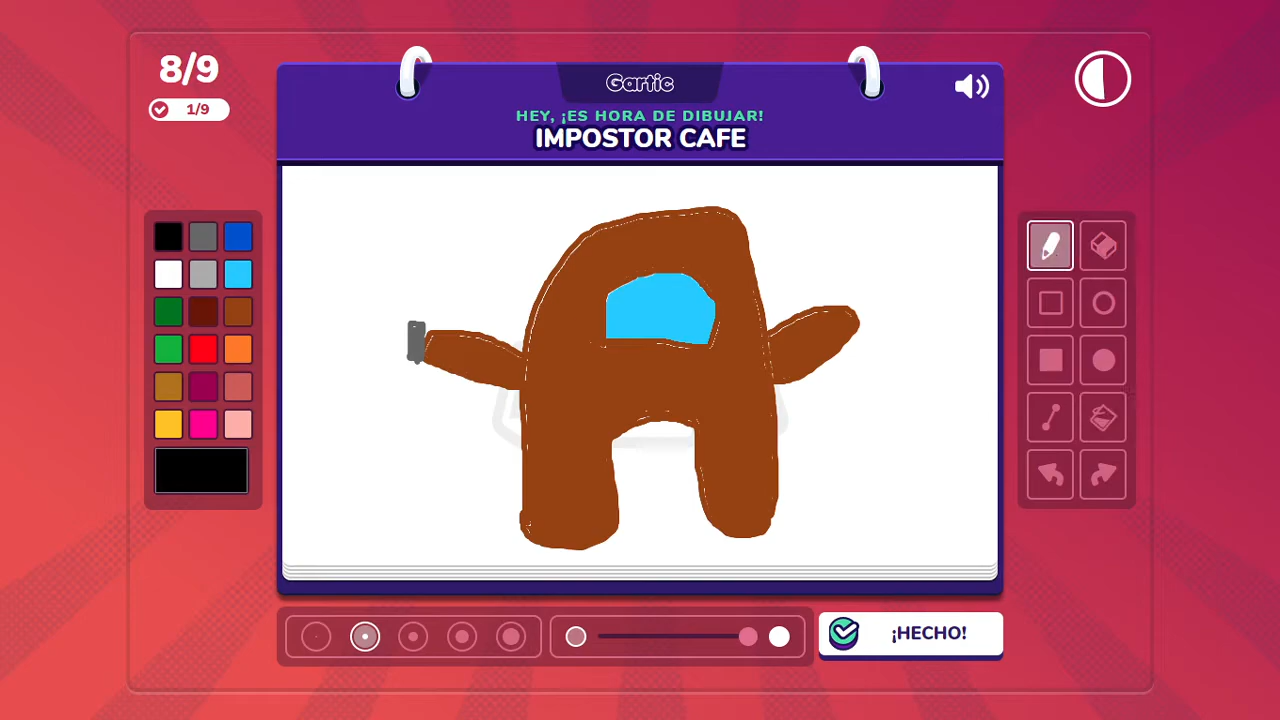 8/9
1/9
Gartic
HEY, ¡ES HORA DE DIBUJAR!
IMPOSTOR CAFE
¡HECHO!